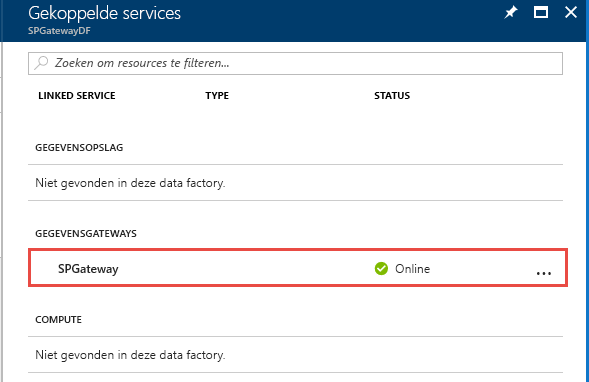 Gekoppelde services
SPGatewayDF
Zoeken om resources te filteren...
LINKED SERVICE TYPE STATUS
GEGEVENSOPSLAG
Niet gevonden in deze data factory.
GEGEVENSGATEWAYS
SPGateway Online ...
COMPUTE
Niet gevonden in deze data factory.